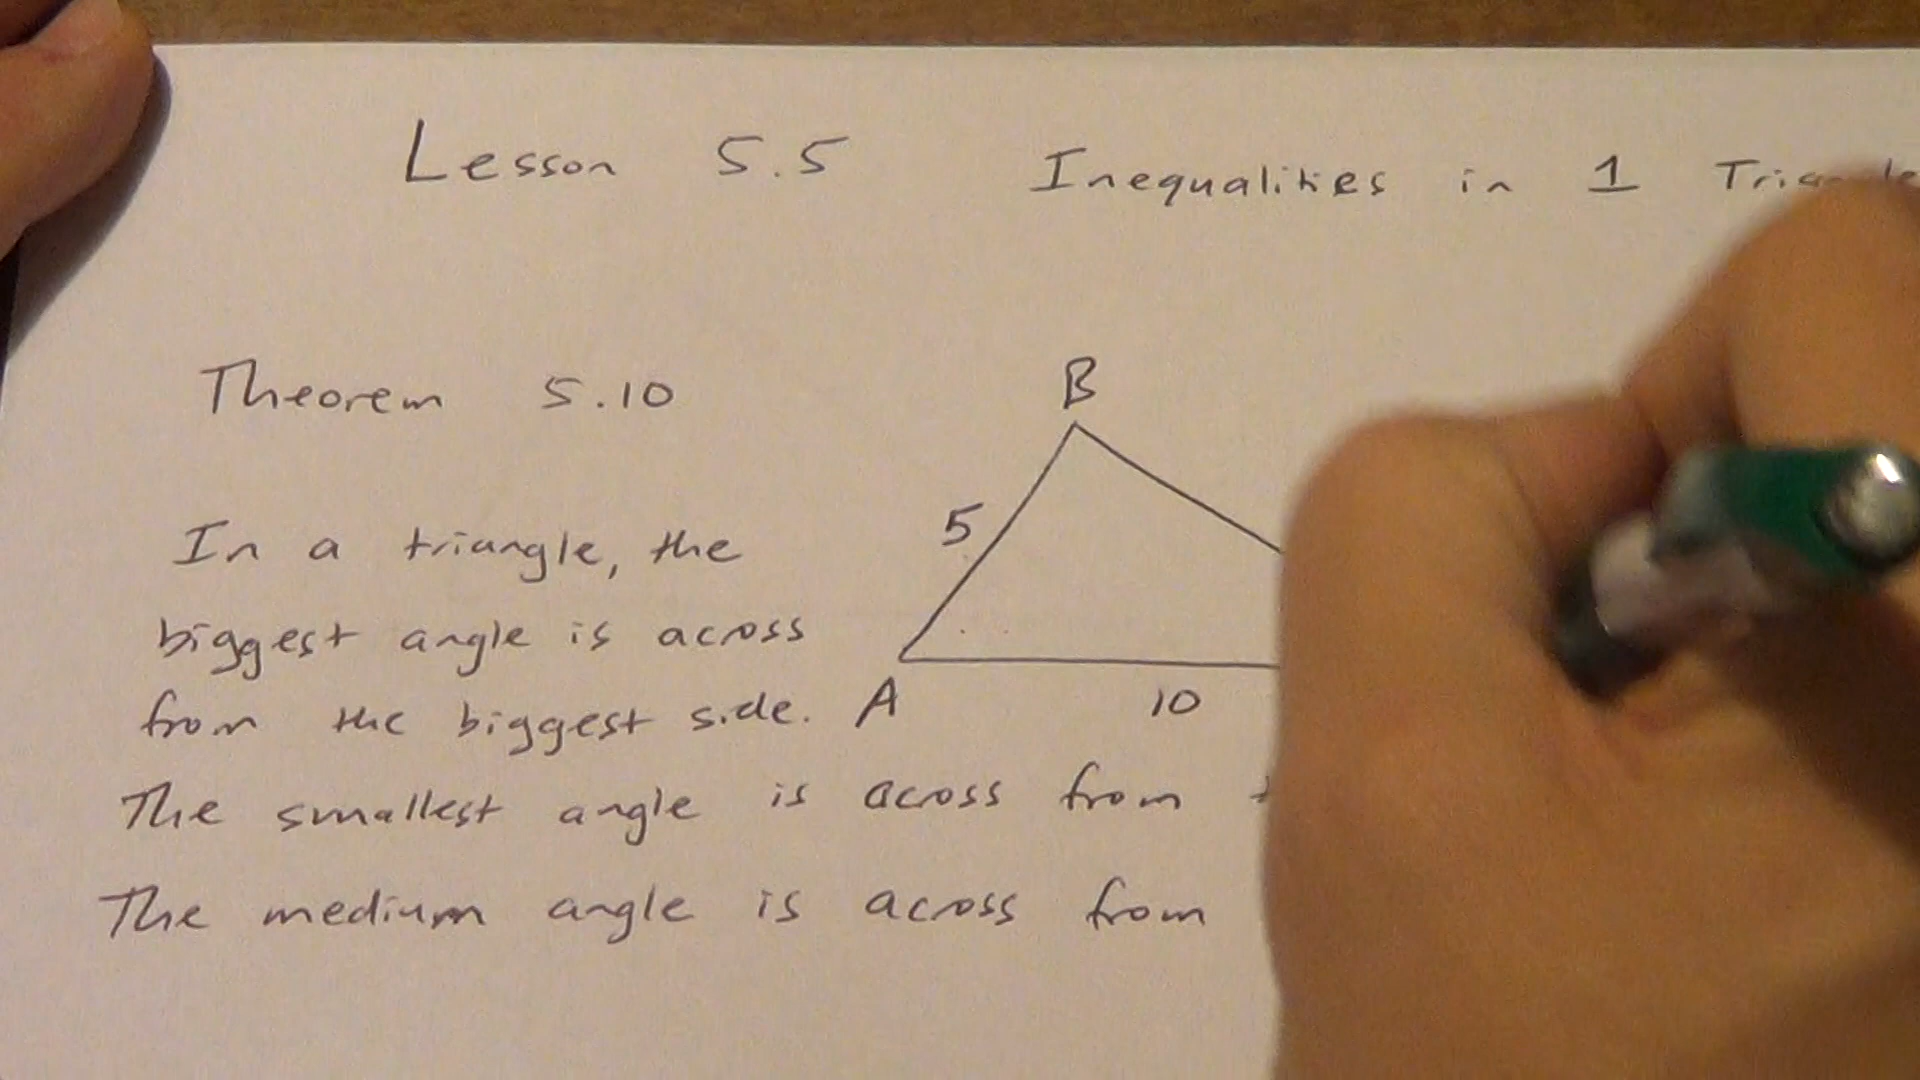 Lesson 5.5 Inequalities in 1
Theorem 5.10
B
In a triangle, the
5
biggest angle is across
from the biggest side.
A
10
The smallest angle is across from
The medium angle is across from